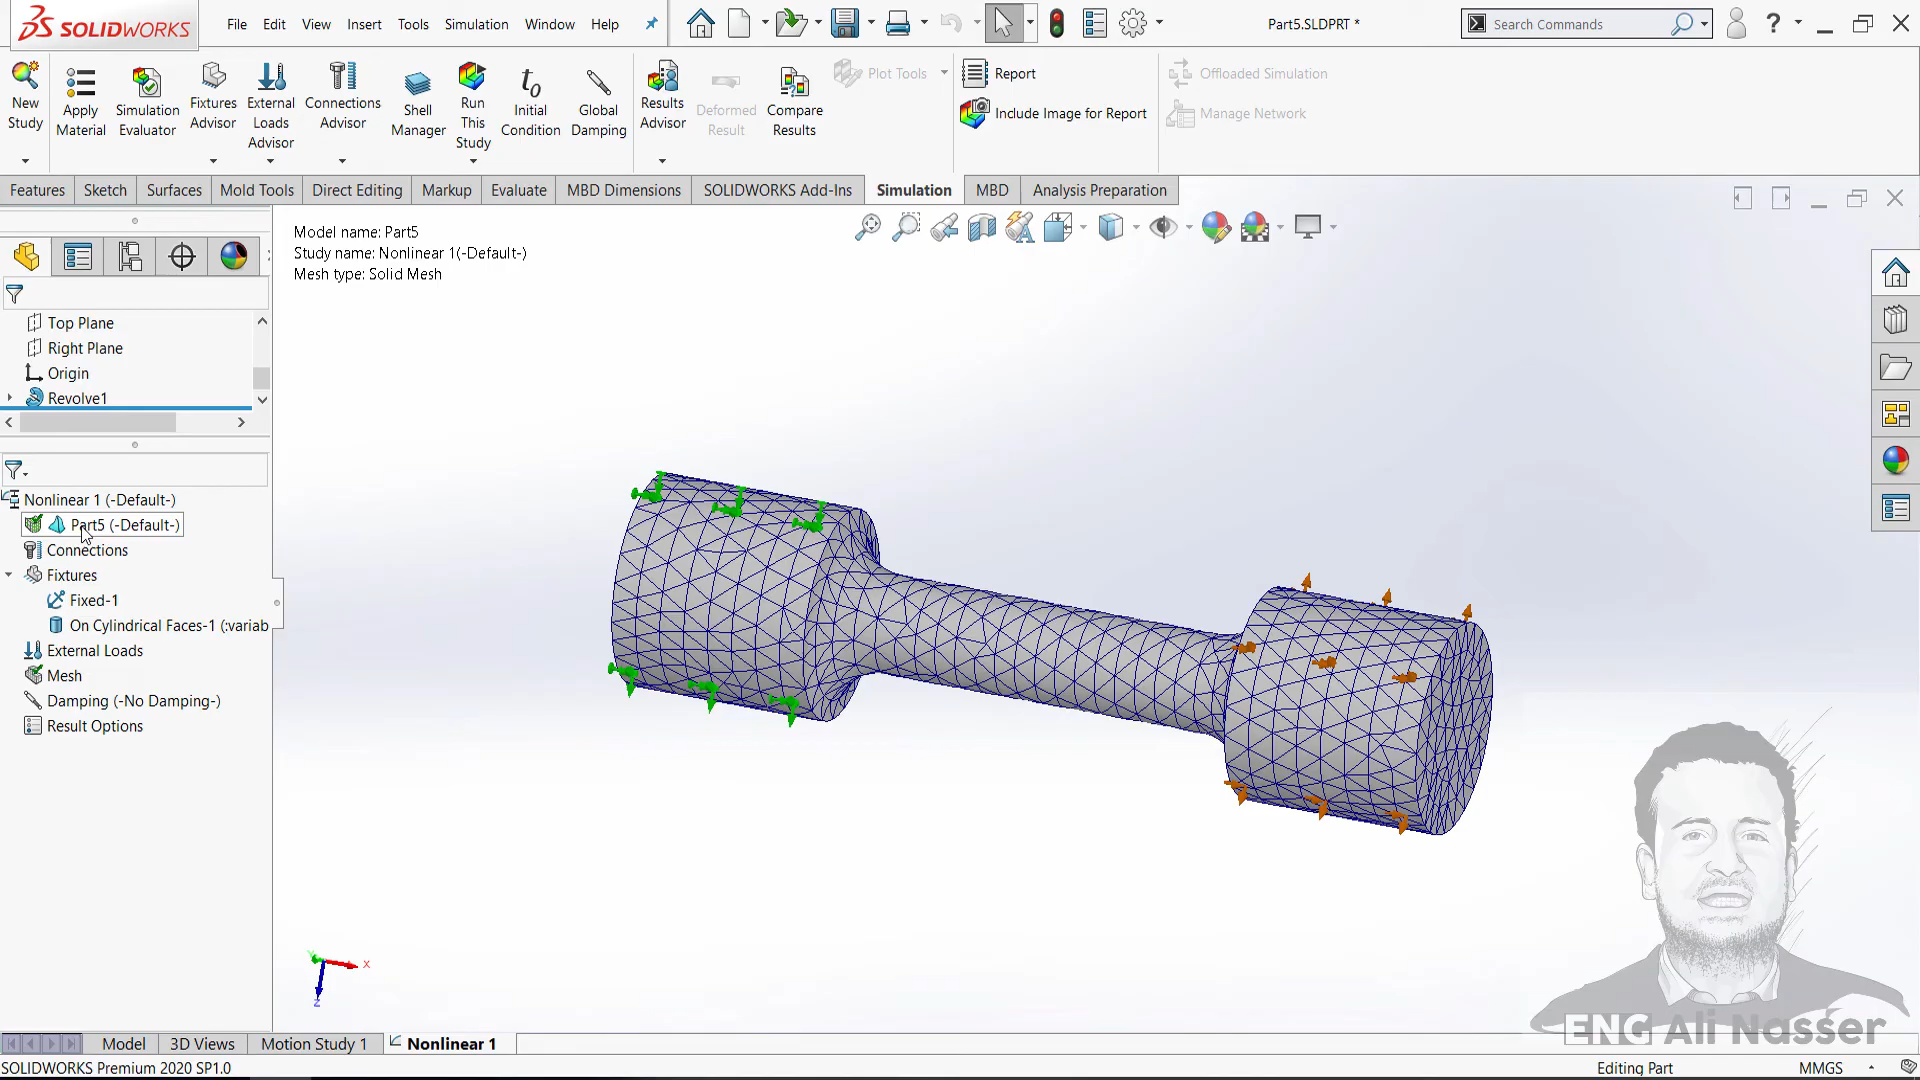 SOLIDWORKS
File Edit View Insert Tools Simulation Window Help
Part5.SLDPRT *
Search Commands
New Study
Apply Material
Simulation Evaluator
Fixtures Advisor
External Loads Advisor
Connections Advisor
Shell Manager
Run This Study
Initial Condition
Global Damping
Results Advisor
Deformed Result
Compare Results
Plot Tools
Report
Include Image for Report
Offloaded Simulation
Manage Network
Features Sketch Surfaces Mold Tools Direct Editing Markup Evaluate MBD Dimensions SOLIDWORKS Add-Ins Simulation MBD Analysis Preparation
Model name: Part5
Study name: Nonlinear 1(-Default-)
Mesh type: Solid Mesh
Top Plane
Right Plane
Origin
Revolve1
Nonlinear 1 (-Default-)
Part5 (-Default-)
Connections
Fixtures
Fixed-1
On Cylindrical Faces-1 (:variab
External Loads
Mesh
Damping (-No Damping-)
Result Options
X
Z
ENG Ali Nasser
Model 3D Views Motion Study 1 Nonlinear 1
SOLIDWORKS Premium 2020 SP1.0
Editing Part MMGS